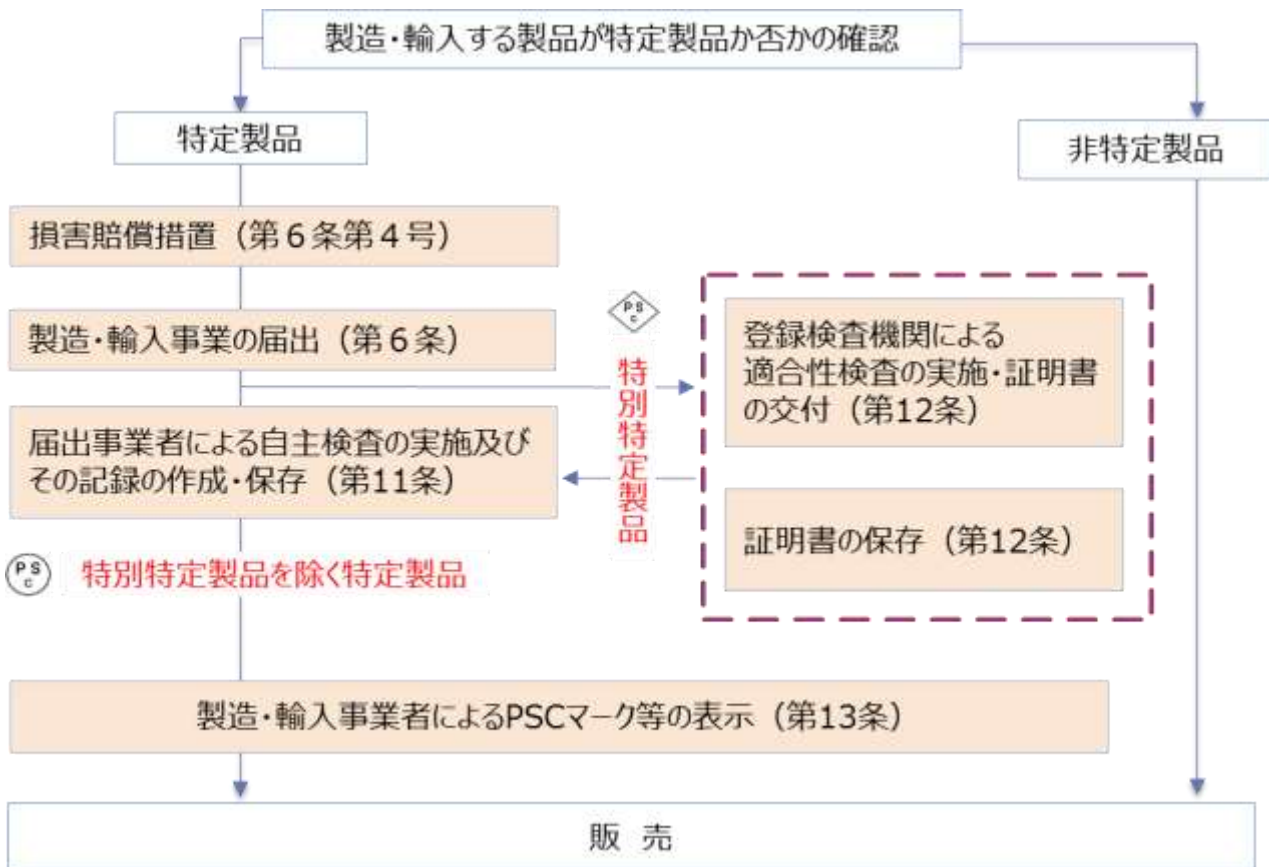 製造・輸入する製品が特定製品か否かの確認
特定製品
非特定製品
損害賠償措置（第６条第４号）
製造・輸入事業の届出（第６条）
届出事業者による自主検査の実施及び
その記録の作成・保存（第11条）
PS
c
特別特定製品
登録検査機関による
適合性検査の実施・証明書
の交付（第12条）
証明書の保存（第12条）
PS
c
特別特定製品を除く特定製品
製造・輸入事業者によるPSCマーク等の表示（第13条）
販 売